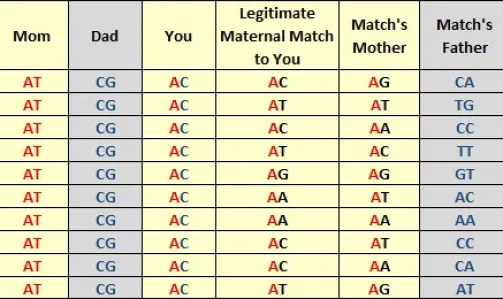 Mom Dad You Legitimate Maternal Match to You Match's Mother Match's Father
AT CG AC AC AG CA
AT CG AC AT AT TG
AT CG AC AC AA CC
AT CG AC AT AC TT
AT CG AC AG AG GT
AT CG AC AA AT AC
AT CG AC AA AA AA
AT CG AC AC AT CC
AT CG AC AC AA CA
AT CG AC AT AG AT